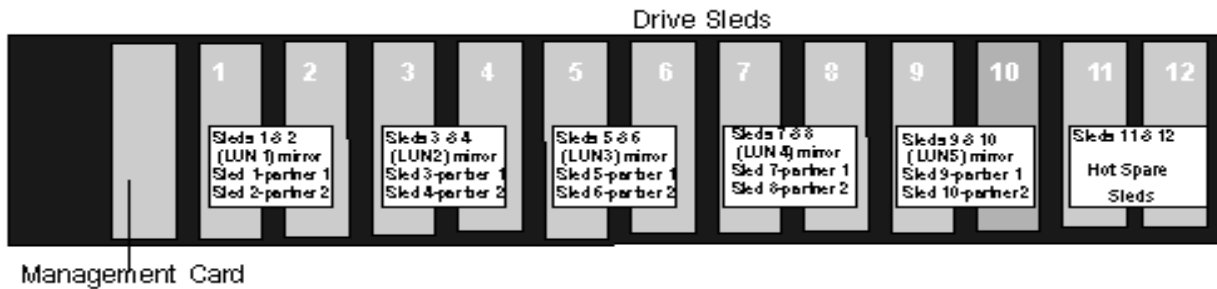 Drive Sleds
1 2 3 4 5 6 7 8 9 10 11 12
Sleds 1 & 2
(LUN 1) mirror
Sled 1-partner 1
Sled 2-partner 2
Sleds 3 & 4
(LUN2) mirror
Sled 3-partner 1
Sled 4-partner 2
Sleds 5 & 6
(LUN3) mirror
Sled 5-partner 1
Sled 6-partner 2
Sleds 7 & 8
(LUN 4) mirror
Sled 7-partner 1
Sled 8-partner 2
Sleds 9 & 10
(LUN5) mirror
Sled 9-partner 1
Sled 10-partner2
Sleds 11 & 12
Hot Spare
Sleds
Management Card